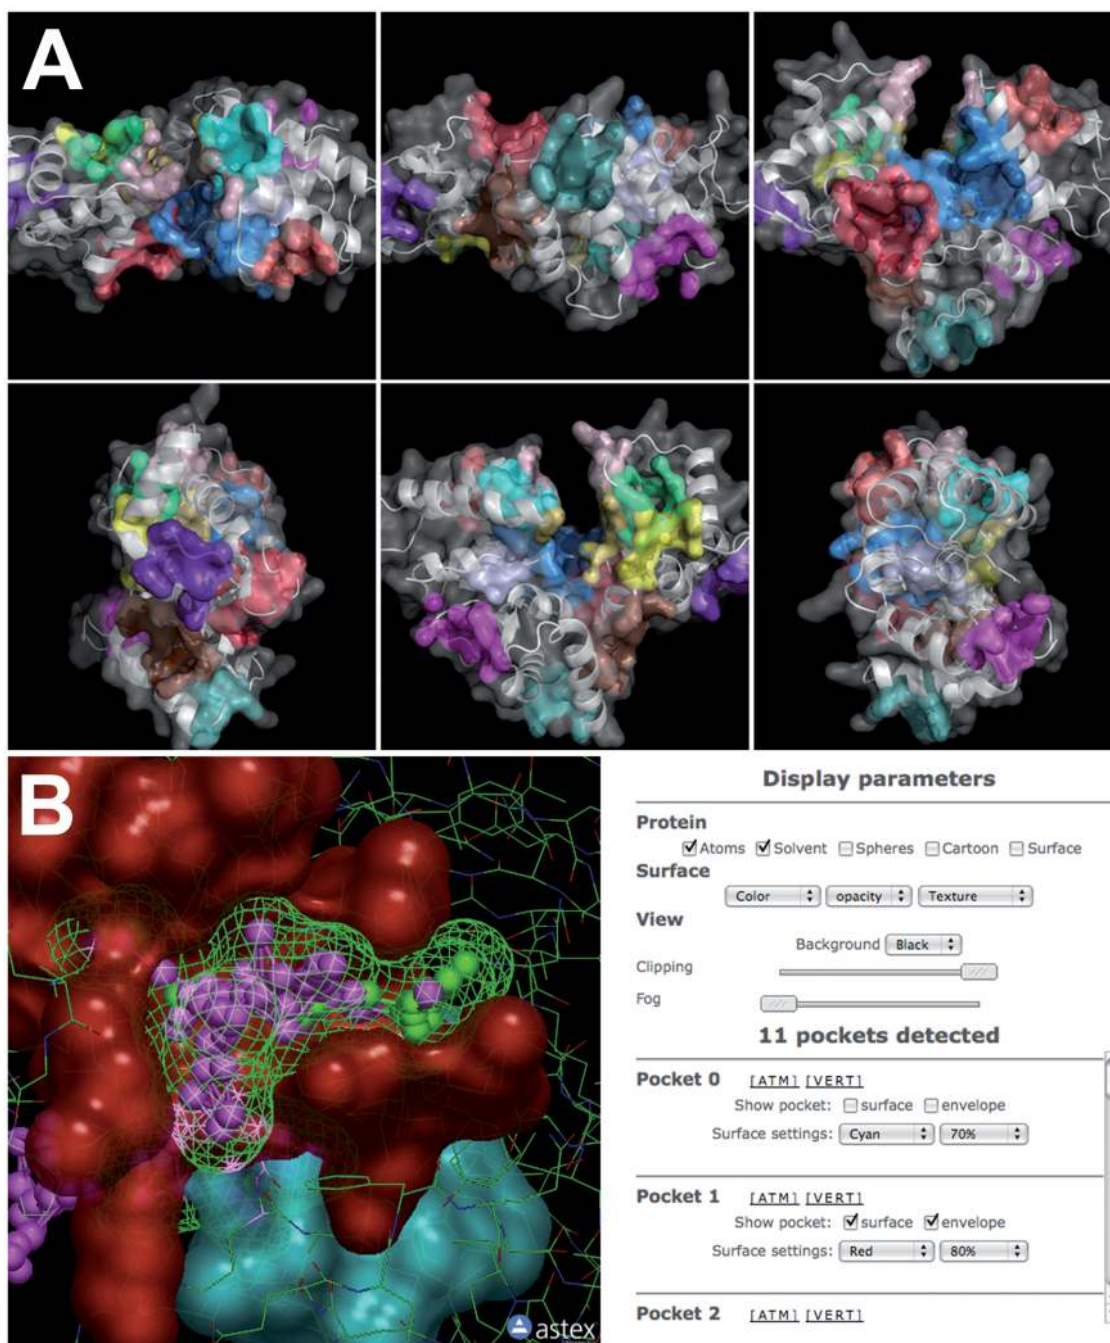 A
B
Display parameters
Protein
Atoms Solvent Spheres Cartoon Surface
Surface
Color opacity Texture
View
Background Black
Clipping
Fog
11 pockets detected
Pocket 0 [ATM] [VERT]
Show pocket: surface envelope
Surface settings: Cyan 70%
Pocket 1 [ATM] [VERT]
Show pocket: surface envelope
Surface settings: Red 80%
Pocket 2 [ATM] [VERT]
astex